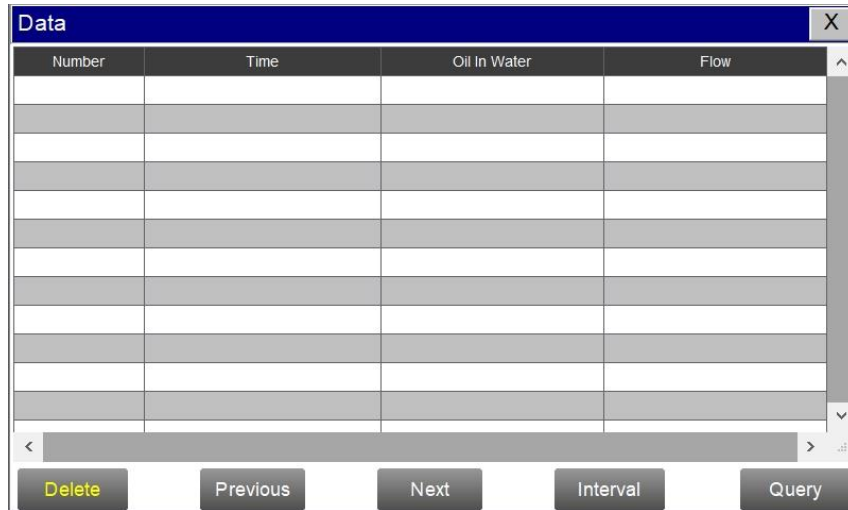 Data X
Number Time Oil In Water Flow
Delete Previous Next Interval Query